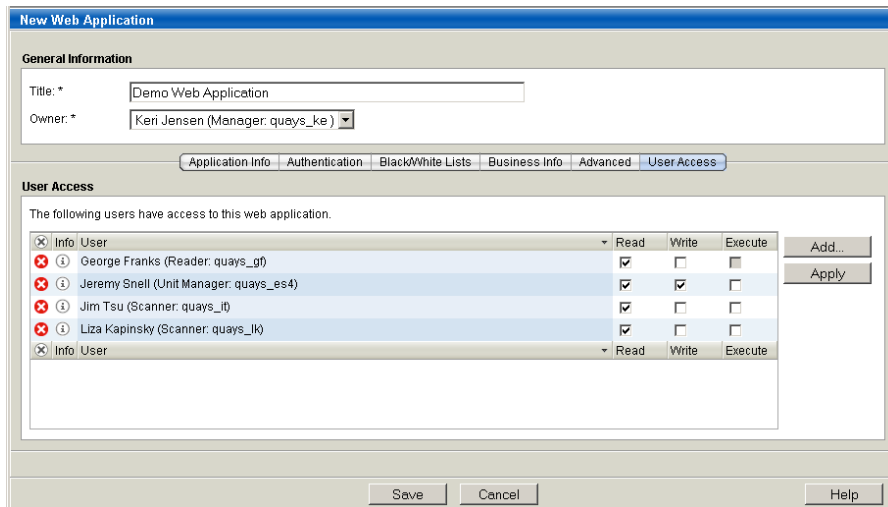 New Web Application
General Information
Title: * Demo Web Application
Owner: * Keri Jensen (Manager: quays_ke )
Application Info Authentication Black/White Lists Business Info Advanced User Access
User Access
The following users have access to this web application.
Info User Read Write Execute Add...
George Franks (Reader: quays_gf)
Apply
Jeremy Snell (Unit Manager: quays_es4)
Jim Tsu (Scanner: quays_it)
Liza Kapinsky (Scanner: quays_lk)
Info User Read Write Execute
Save Cancel Help